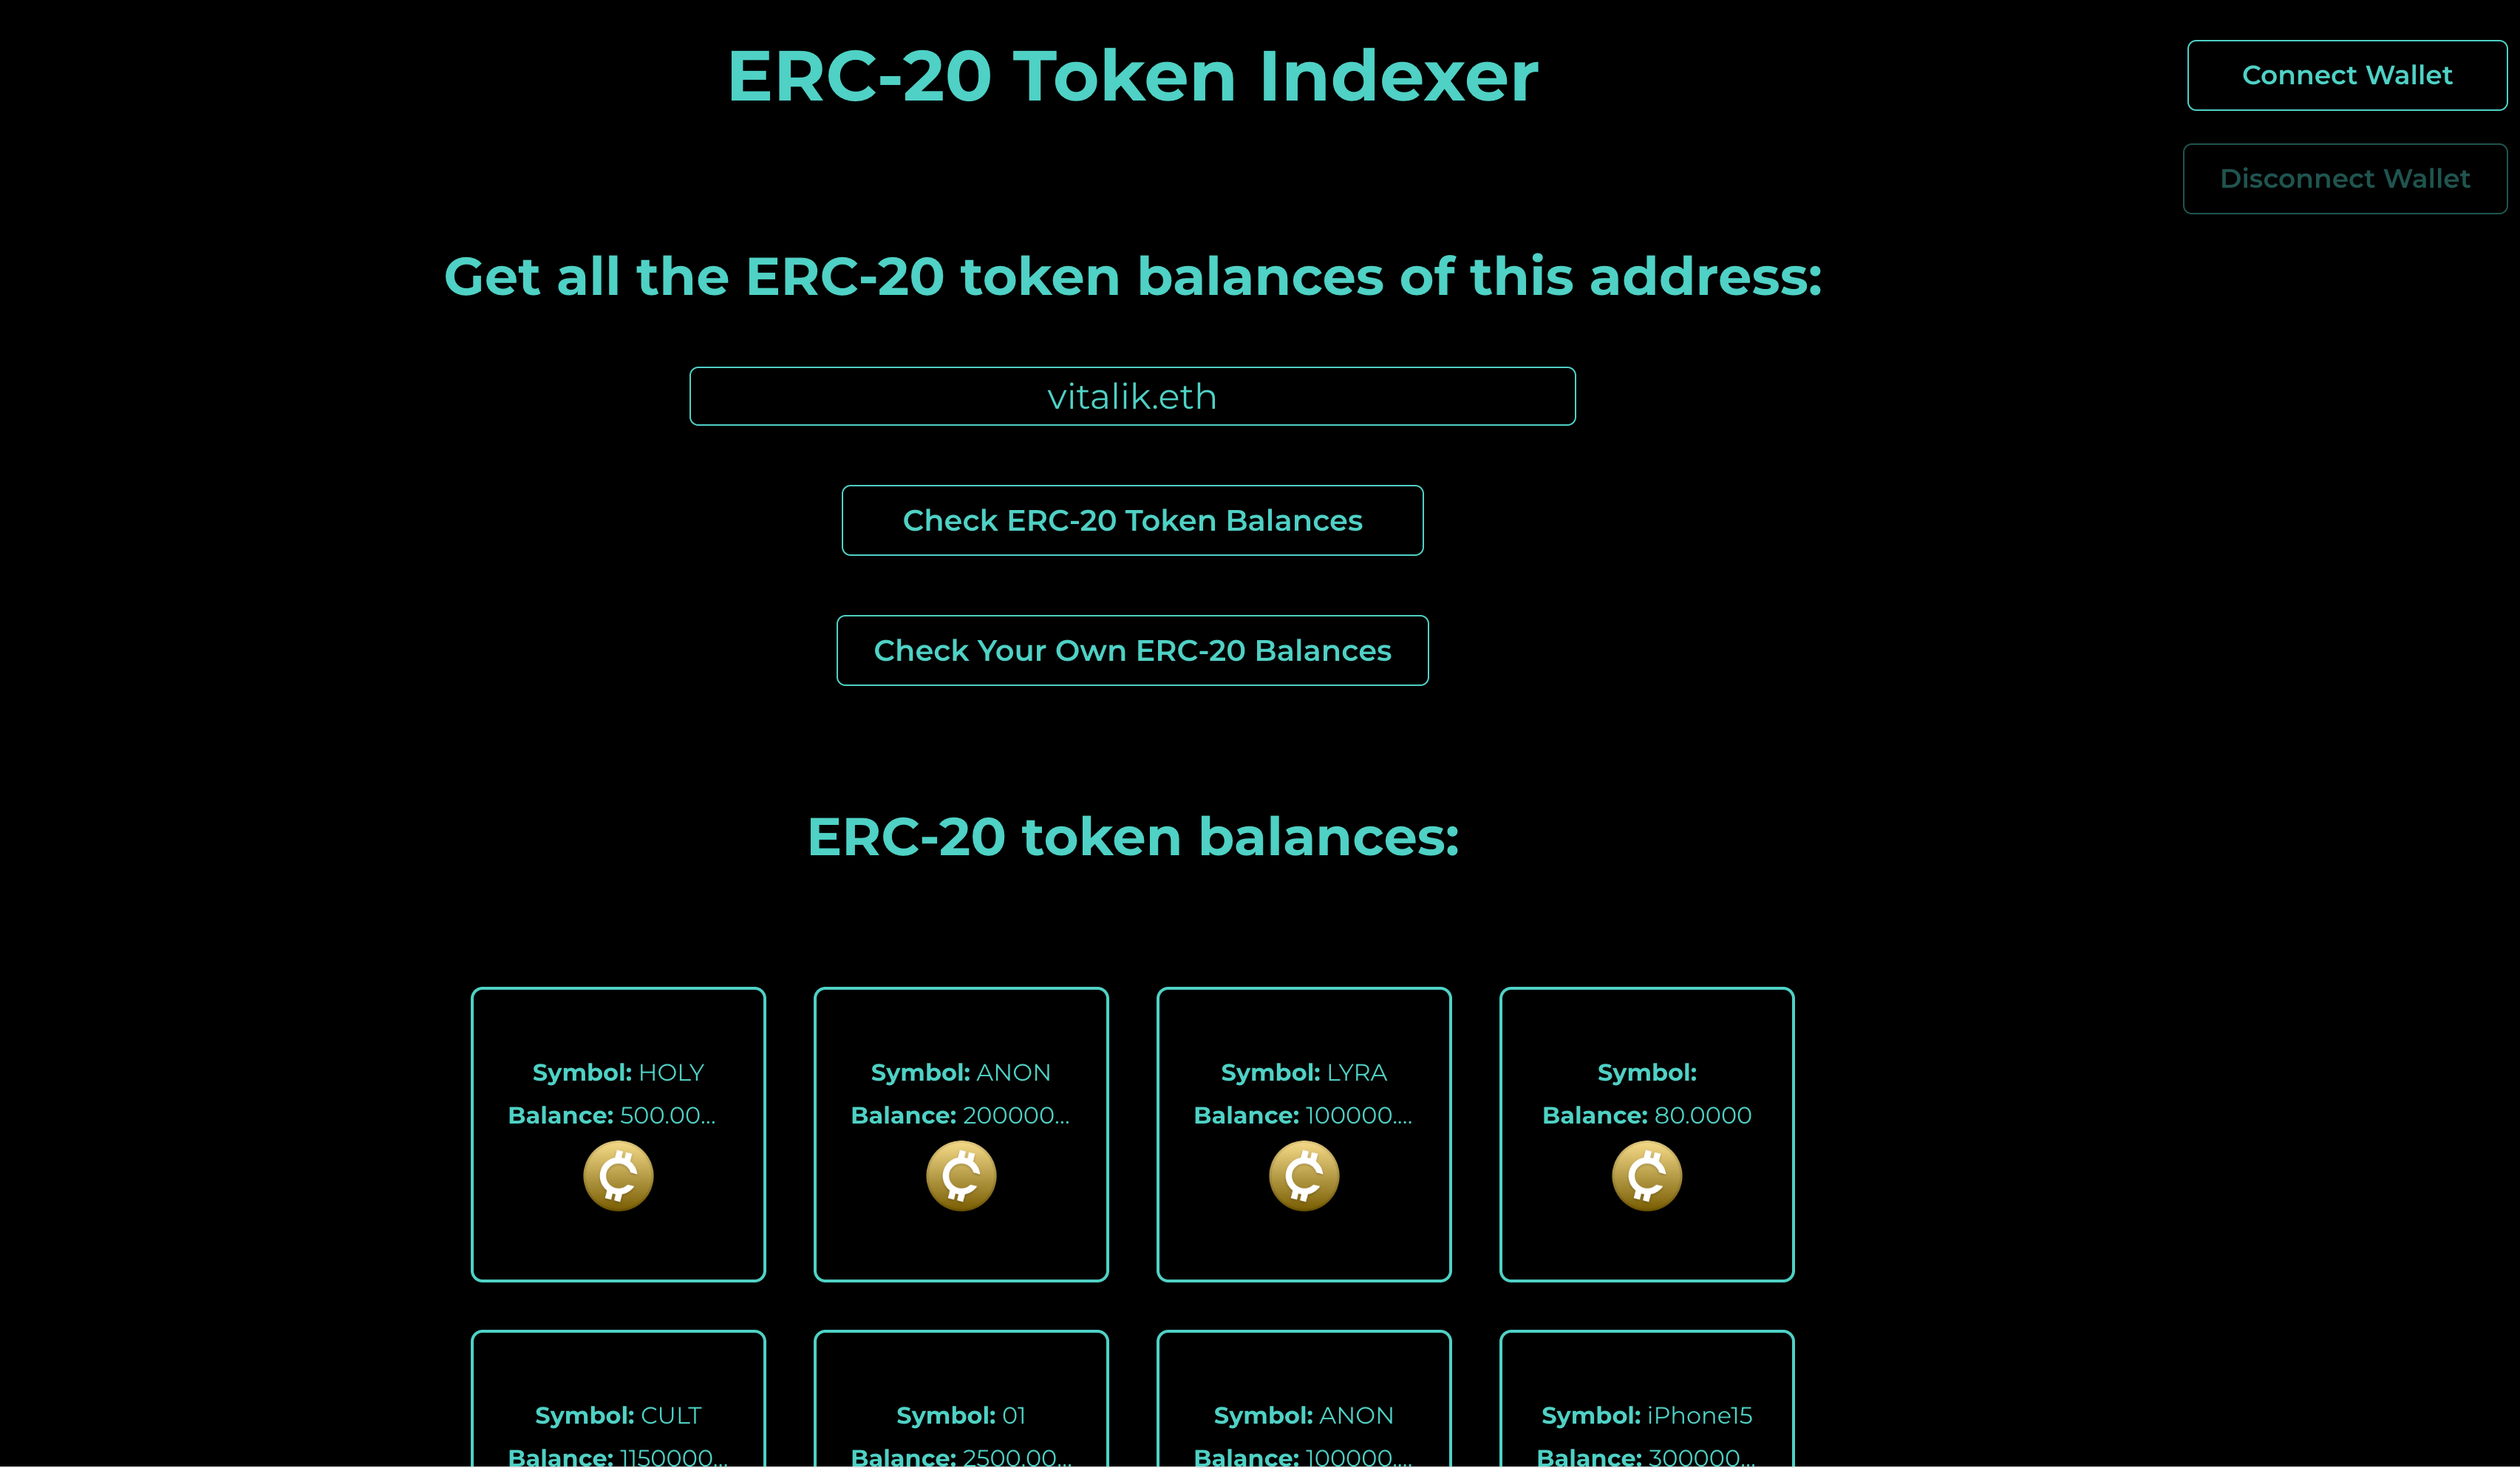 ERC-20 Token Indexer
Connect Wallet
Disconnect Wallet
Get all the ERC-20 token balances of this address:
vitalik.eth
Check ERC-20 Token Balances
Check Your Own ERC-20 Balances
ERC-20 token balances:
Symbol: HOLY
Balance: 500.00...
Symbol: ANON
Balance: 200000...
Symbol: LYRA
Balance: 100000....
Symbol:
Balance: 80.0000
Symbol: CULT
Balance: 1150000...
Symbol: 01
Balance: 2500.00...
Symbol: ANON
Balance: 100000....
Symbol: iPhone15
Balance: 300000...